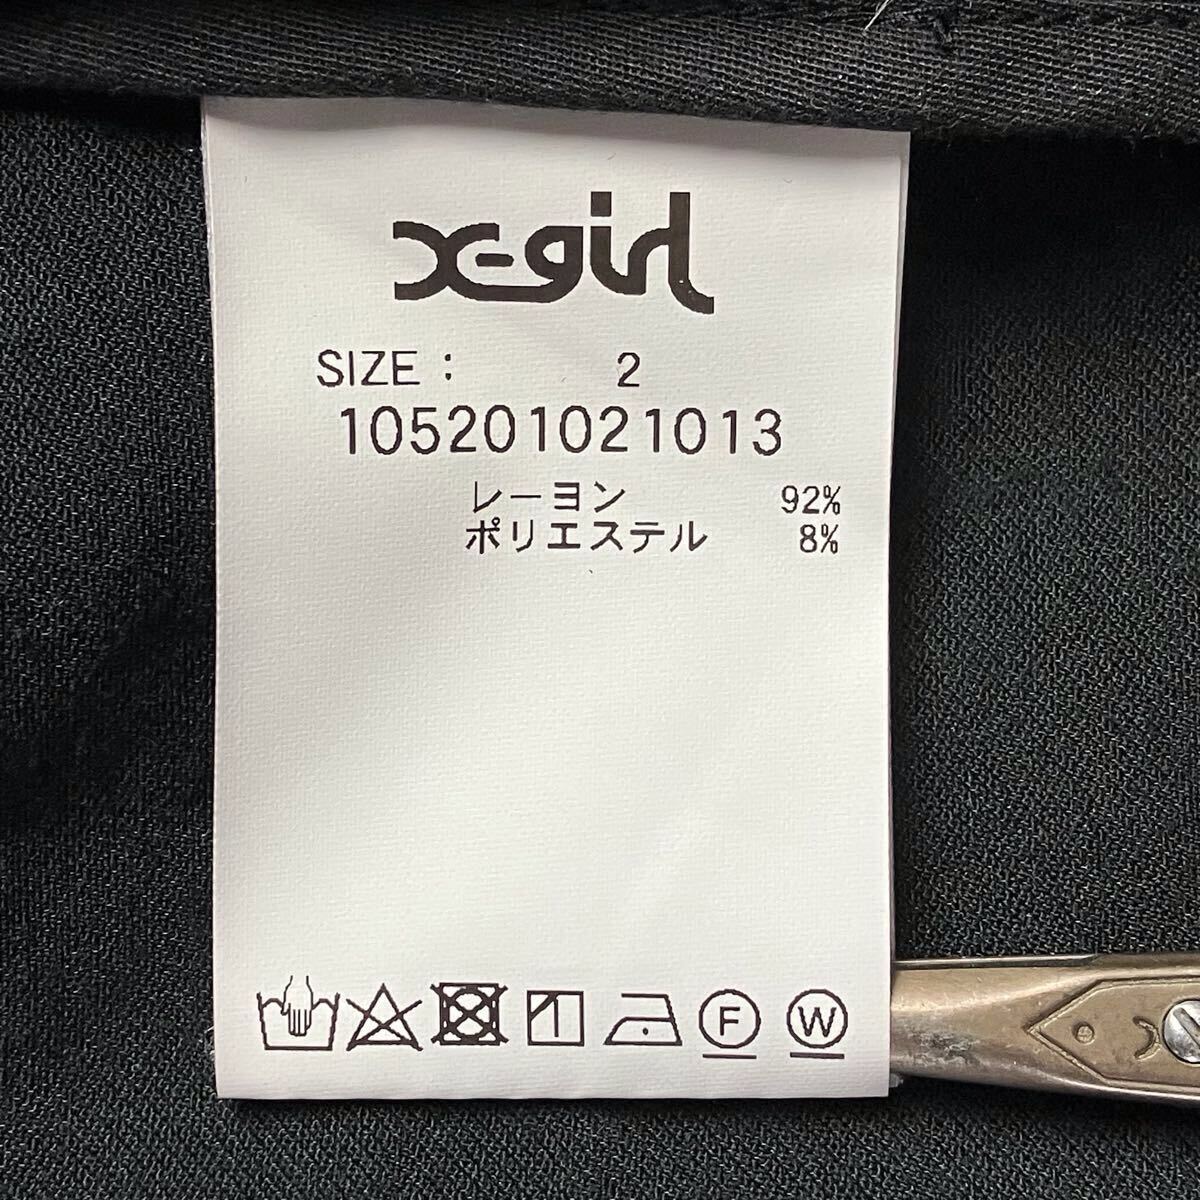 X-girl
SIZE : 2
105201021013
レーヨン 92%
ポリエステル 8%
F W